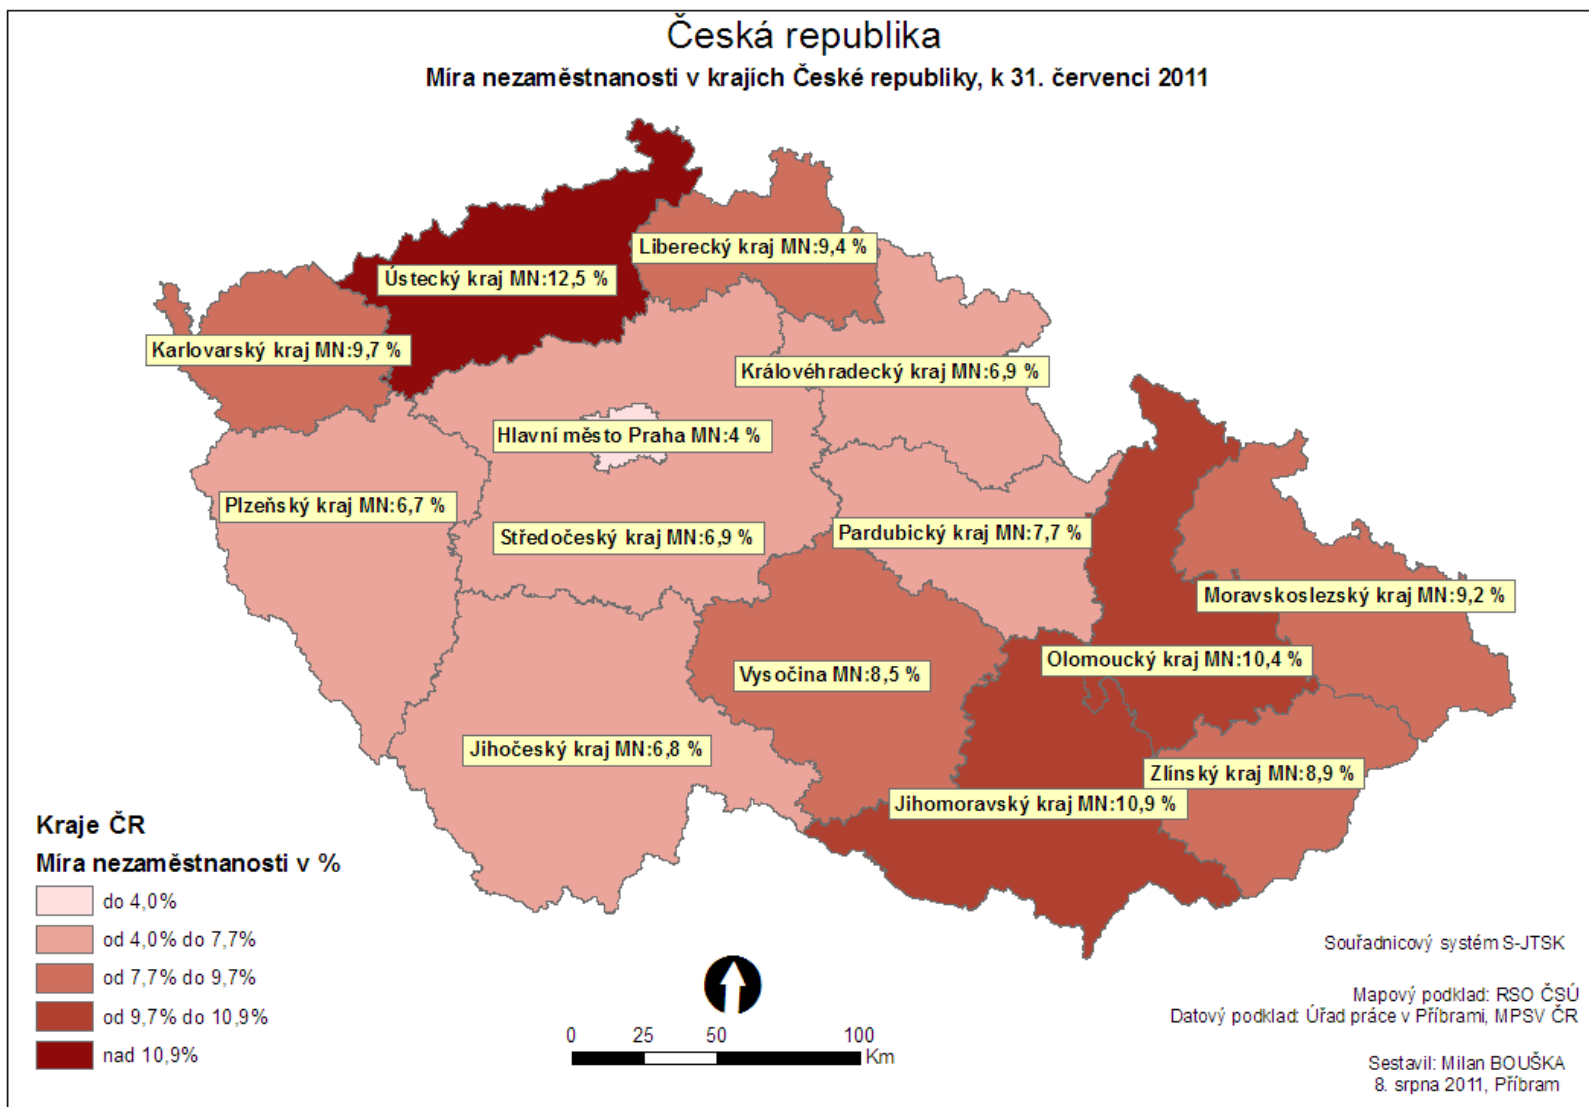 Česká republika
Míra nezaměstnanosti v krajích České republiky, k 31. červenci 2011
Liberecký kraj MN:9,4 %
Ústecký kraj MN:12,5 %
Karlovarský kraj MN:9,7 %
Královéhradecký kraj MN:6,9 %
Hlavní město Praha MN:4 %
Plzeňský kraj MN:6,7 %
Středočeský kraj MN:6,9 %
Pardubický kraj MN:7,7 %
Moravskoslezský kraj MN:9,2 %
Olomoucký kraj MN:10,4 %
Vysočina MN:8,5 %
Jihočeský kraj MN:6,8 %
Zlínský kraj MN:8,9 %
Jihomoravský kraj MN:10,9 %
Kraje ČR
Míra nezaměstnanosti v %
do 4,0%
od 4,0% do 7,7%
od 7,7% do 9,7%
od 9,7% do 10,9%
nad 10,9%
0 25 50 100
Km
Souřadnicový systém S-JTSK
Mapový podklad: RSO ČSÚ
Datový podklad: Úřad práce v Příbrami, MPSV ČR
Sestavil: Milan BOUŠKA
8. srpna 2011, Příbram